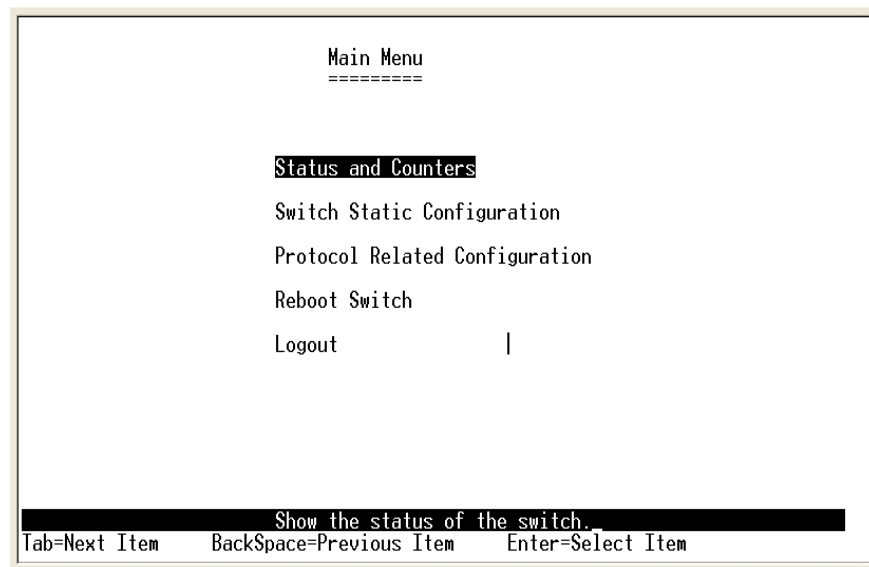 Main Menu
=========
Status and Counters
Switch Static Configuration
Protocol Related Configuration
Reboot Switch
Logout
Show the status of the switch._
Tab=Next Item BackSpace=Previous Item Enter=Select Item